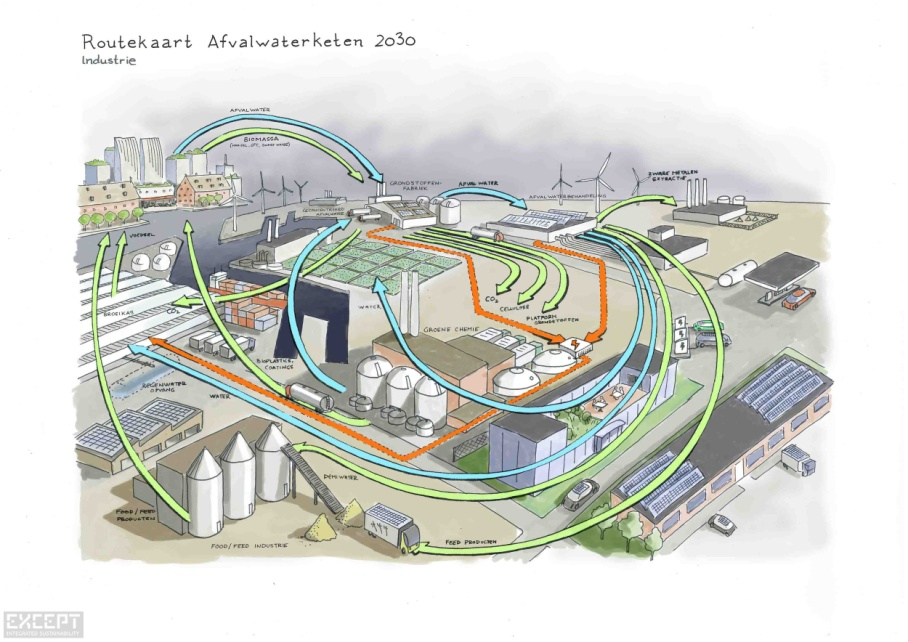 Routekaart Afvalwaterketen 2030
Industrie
AFVALWATER
BIOMASSA
GRONDSTOFFEN-
FABRIEK
AFVALWATER
AFVALWATERBEHANDELING
ZWARE METALEN
EXTRACTIE
VOEDSEL
BROEIKAS
CO2
WATER
CO2
CELLULOSE
PLATFORM
GRONDSTOFFEN
GROENE CHEMIE
BIOPLASTICS,
COATINGS
REGENWATER
OPVANG
WATER
DEMIWATER
FOOD/FEED
PRODUCTEN
FOOD/FEED INDUSTRIE
FEED PRODUCTEN
EXCEPT
INTEGRATED SUSTAINABILITY